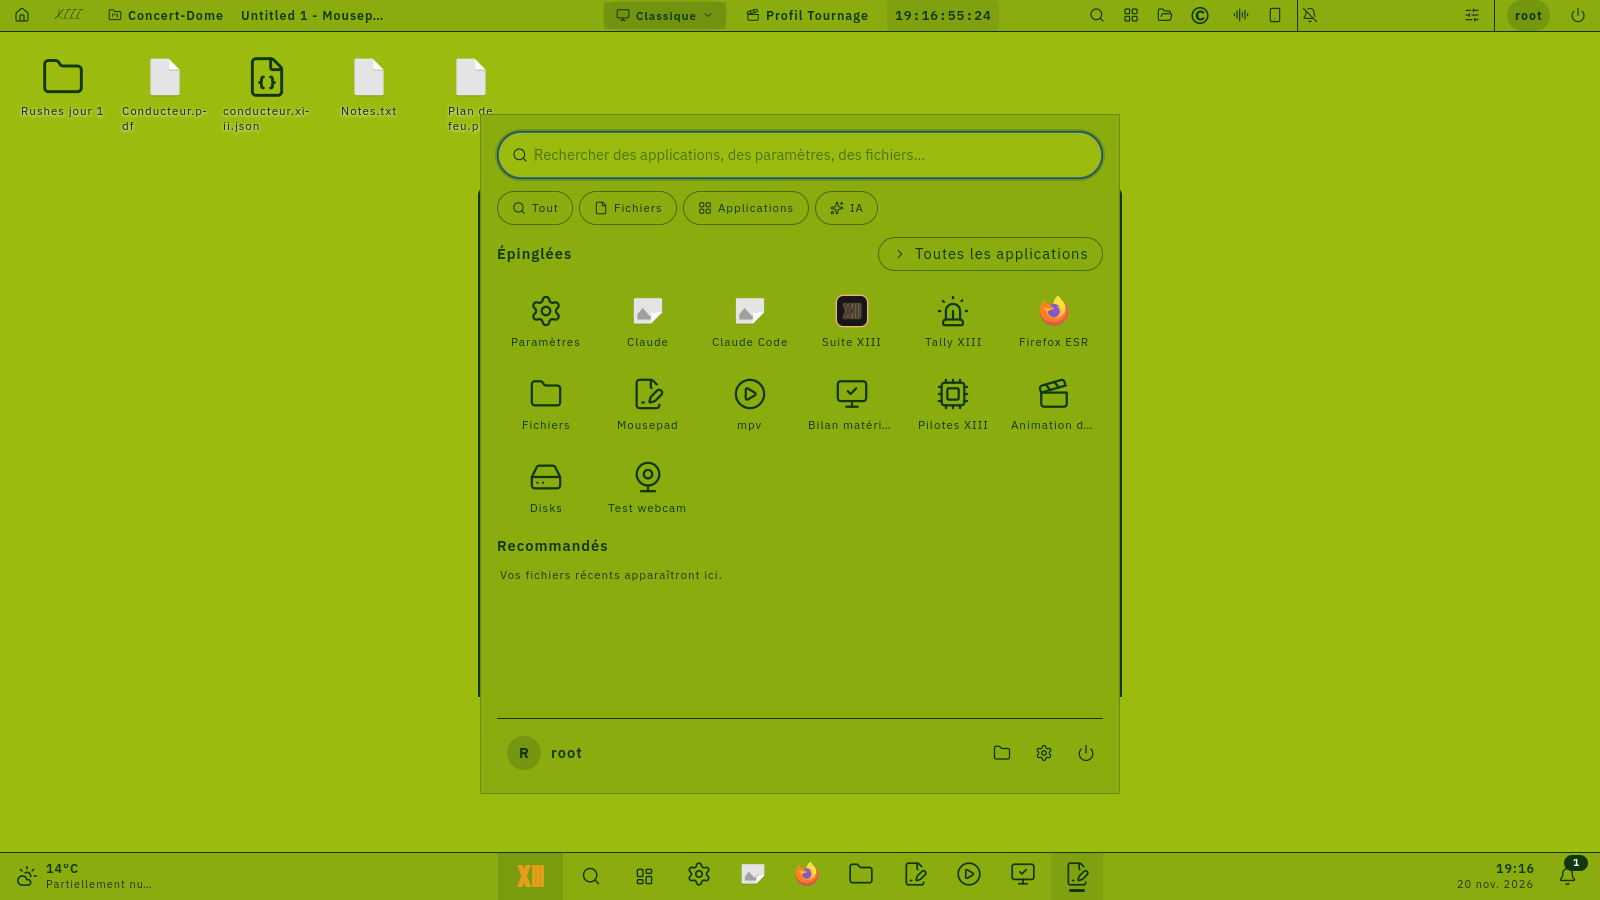 XIII Concert-Dome Untitled 1 - Mousep… Classique Profil Tournage 19:16:55:24 root
Rushes jour 1
Conducteur.p-
df
conducteur.xi-
ii.json
Notes.txt
Plan de
feu.p
Rechercher des applications, des paramètres, des fichiers…
Tout Fichiers Applications IA
Épinglées Toutes les applications
Paramètres Claude Claude Code Suite XIII Tally XIII Firefox ESR
Fichiers Mousepad mpv Bilan matéri… Pilotes XIII Animation d…
Disks Test webcam
Recommandés
Vos fichiers récents apparaîtront ici.
R root
14°C
Partiellement nu…
XIII
19:16
20 nov. 2026
1